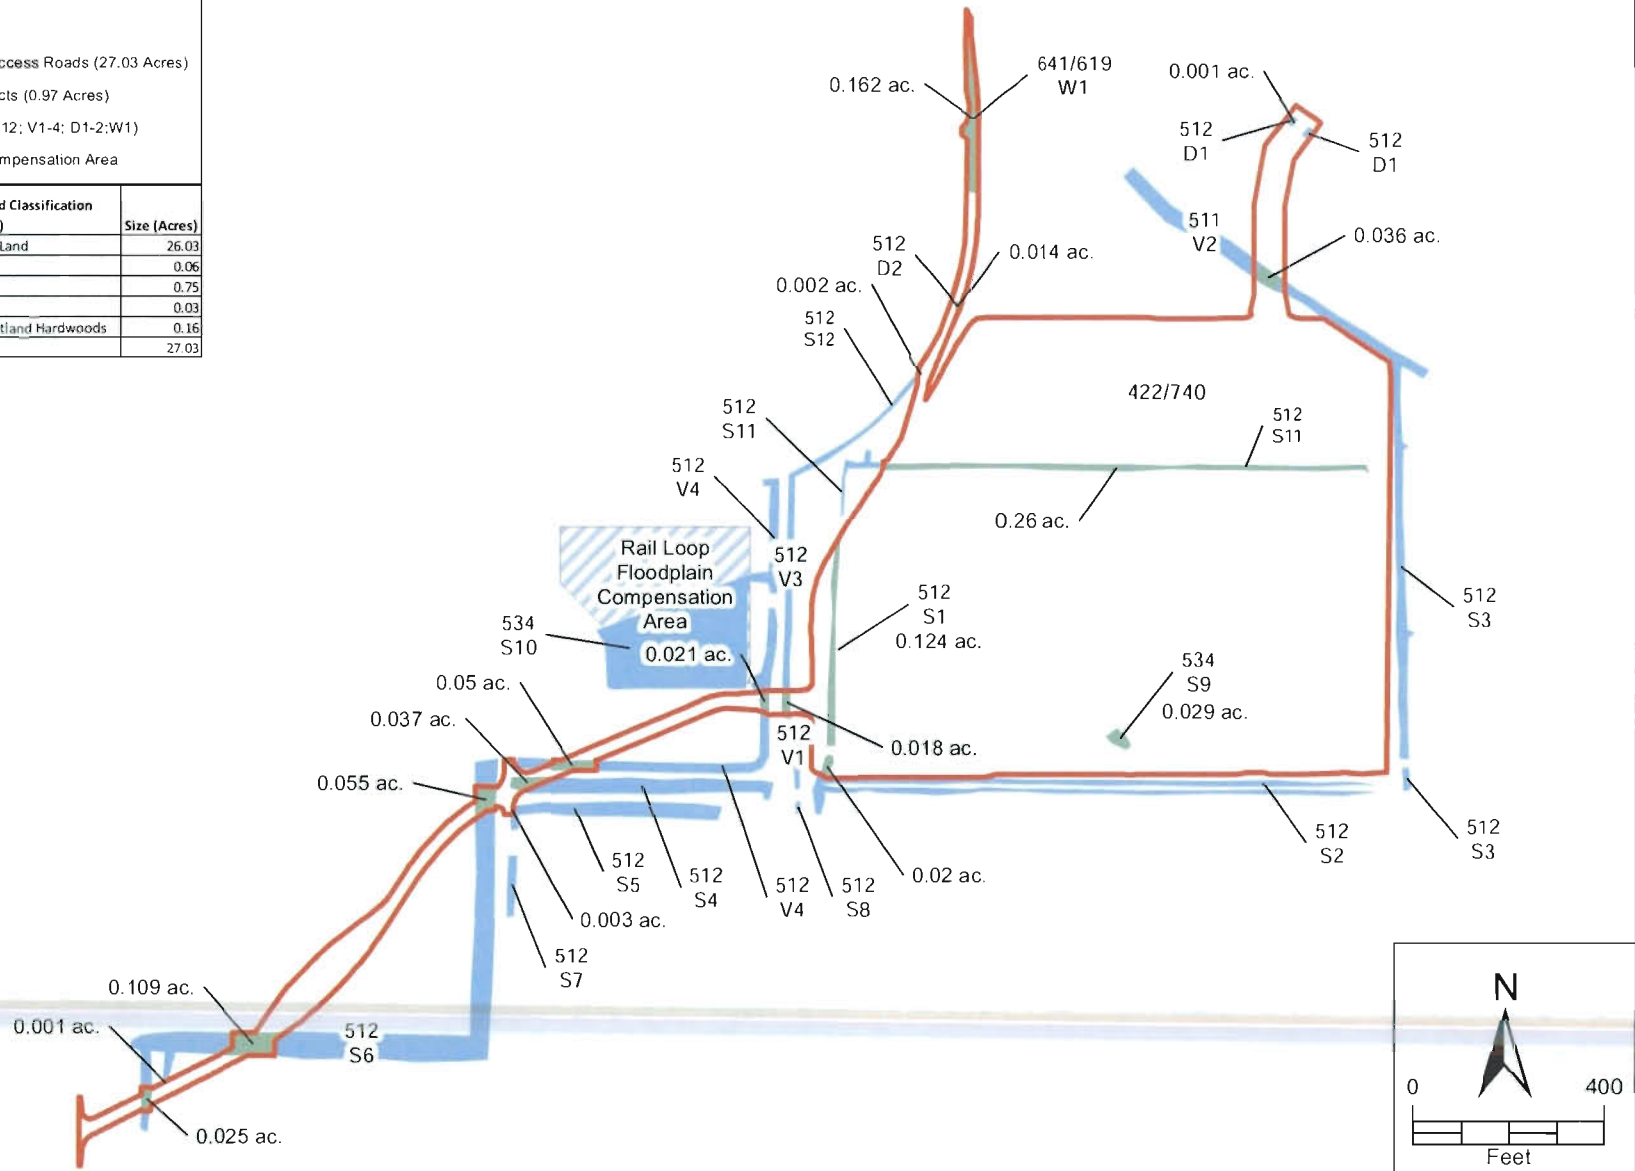 ccess Roads (27.03 Acres)
cts (0.97 Acres)
12; V1-4; D1-2;W1)
mpensation Area
d Classification
) Size (Acres)
Land 26.03
0.06
0.75
0.03
tland Hardwoods 0.16
27.03
0.162 ac.
641/619
W1
0.001 ac.
512
D1
512
D1
511
V2
0.036 ac.
512
D2
0.014 ac.
0.002 ac.
512
S12
422/740
512
S11
512
S11
512
V4
0.26 ac.
Rail Loop
Floodplain
Compensation
Area
512
V3
512
S1
0.124 ac.
512
S3
534
S10
0.021 ac.
534
S9
0.029 ac.
0.05 ac.
0.037 ac.
512
V1
0.018 ac.
0.055 ac.
512
S2
512
S3
512
S5
512
S4
512
V4
512
S8
0.02 ac.
0.003 ac.
512
S7
0.109 ac.
0.001 ac.
512
S6
0.025 ac.
N
0 400
Feet